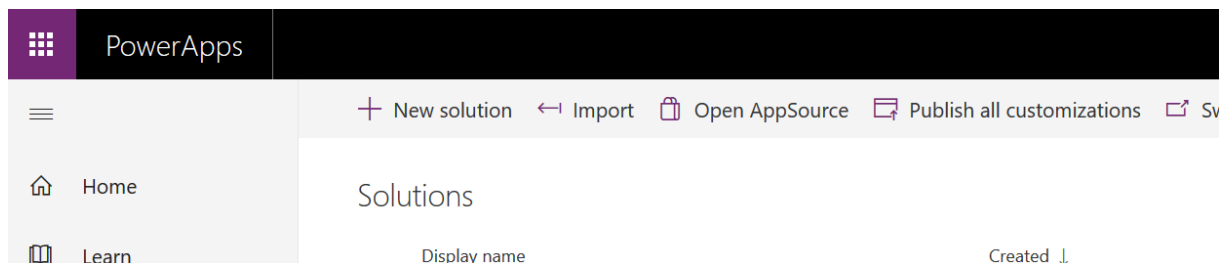 PowerApps
New solution Import Open AppSource Publish all customizations
Home
Solutions
Learn
Display name Created